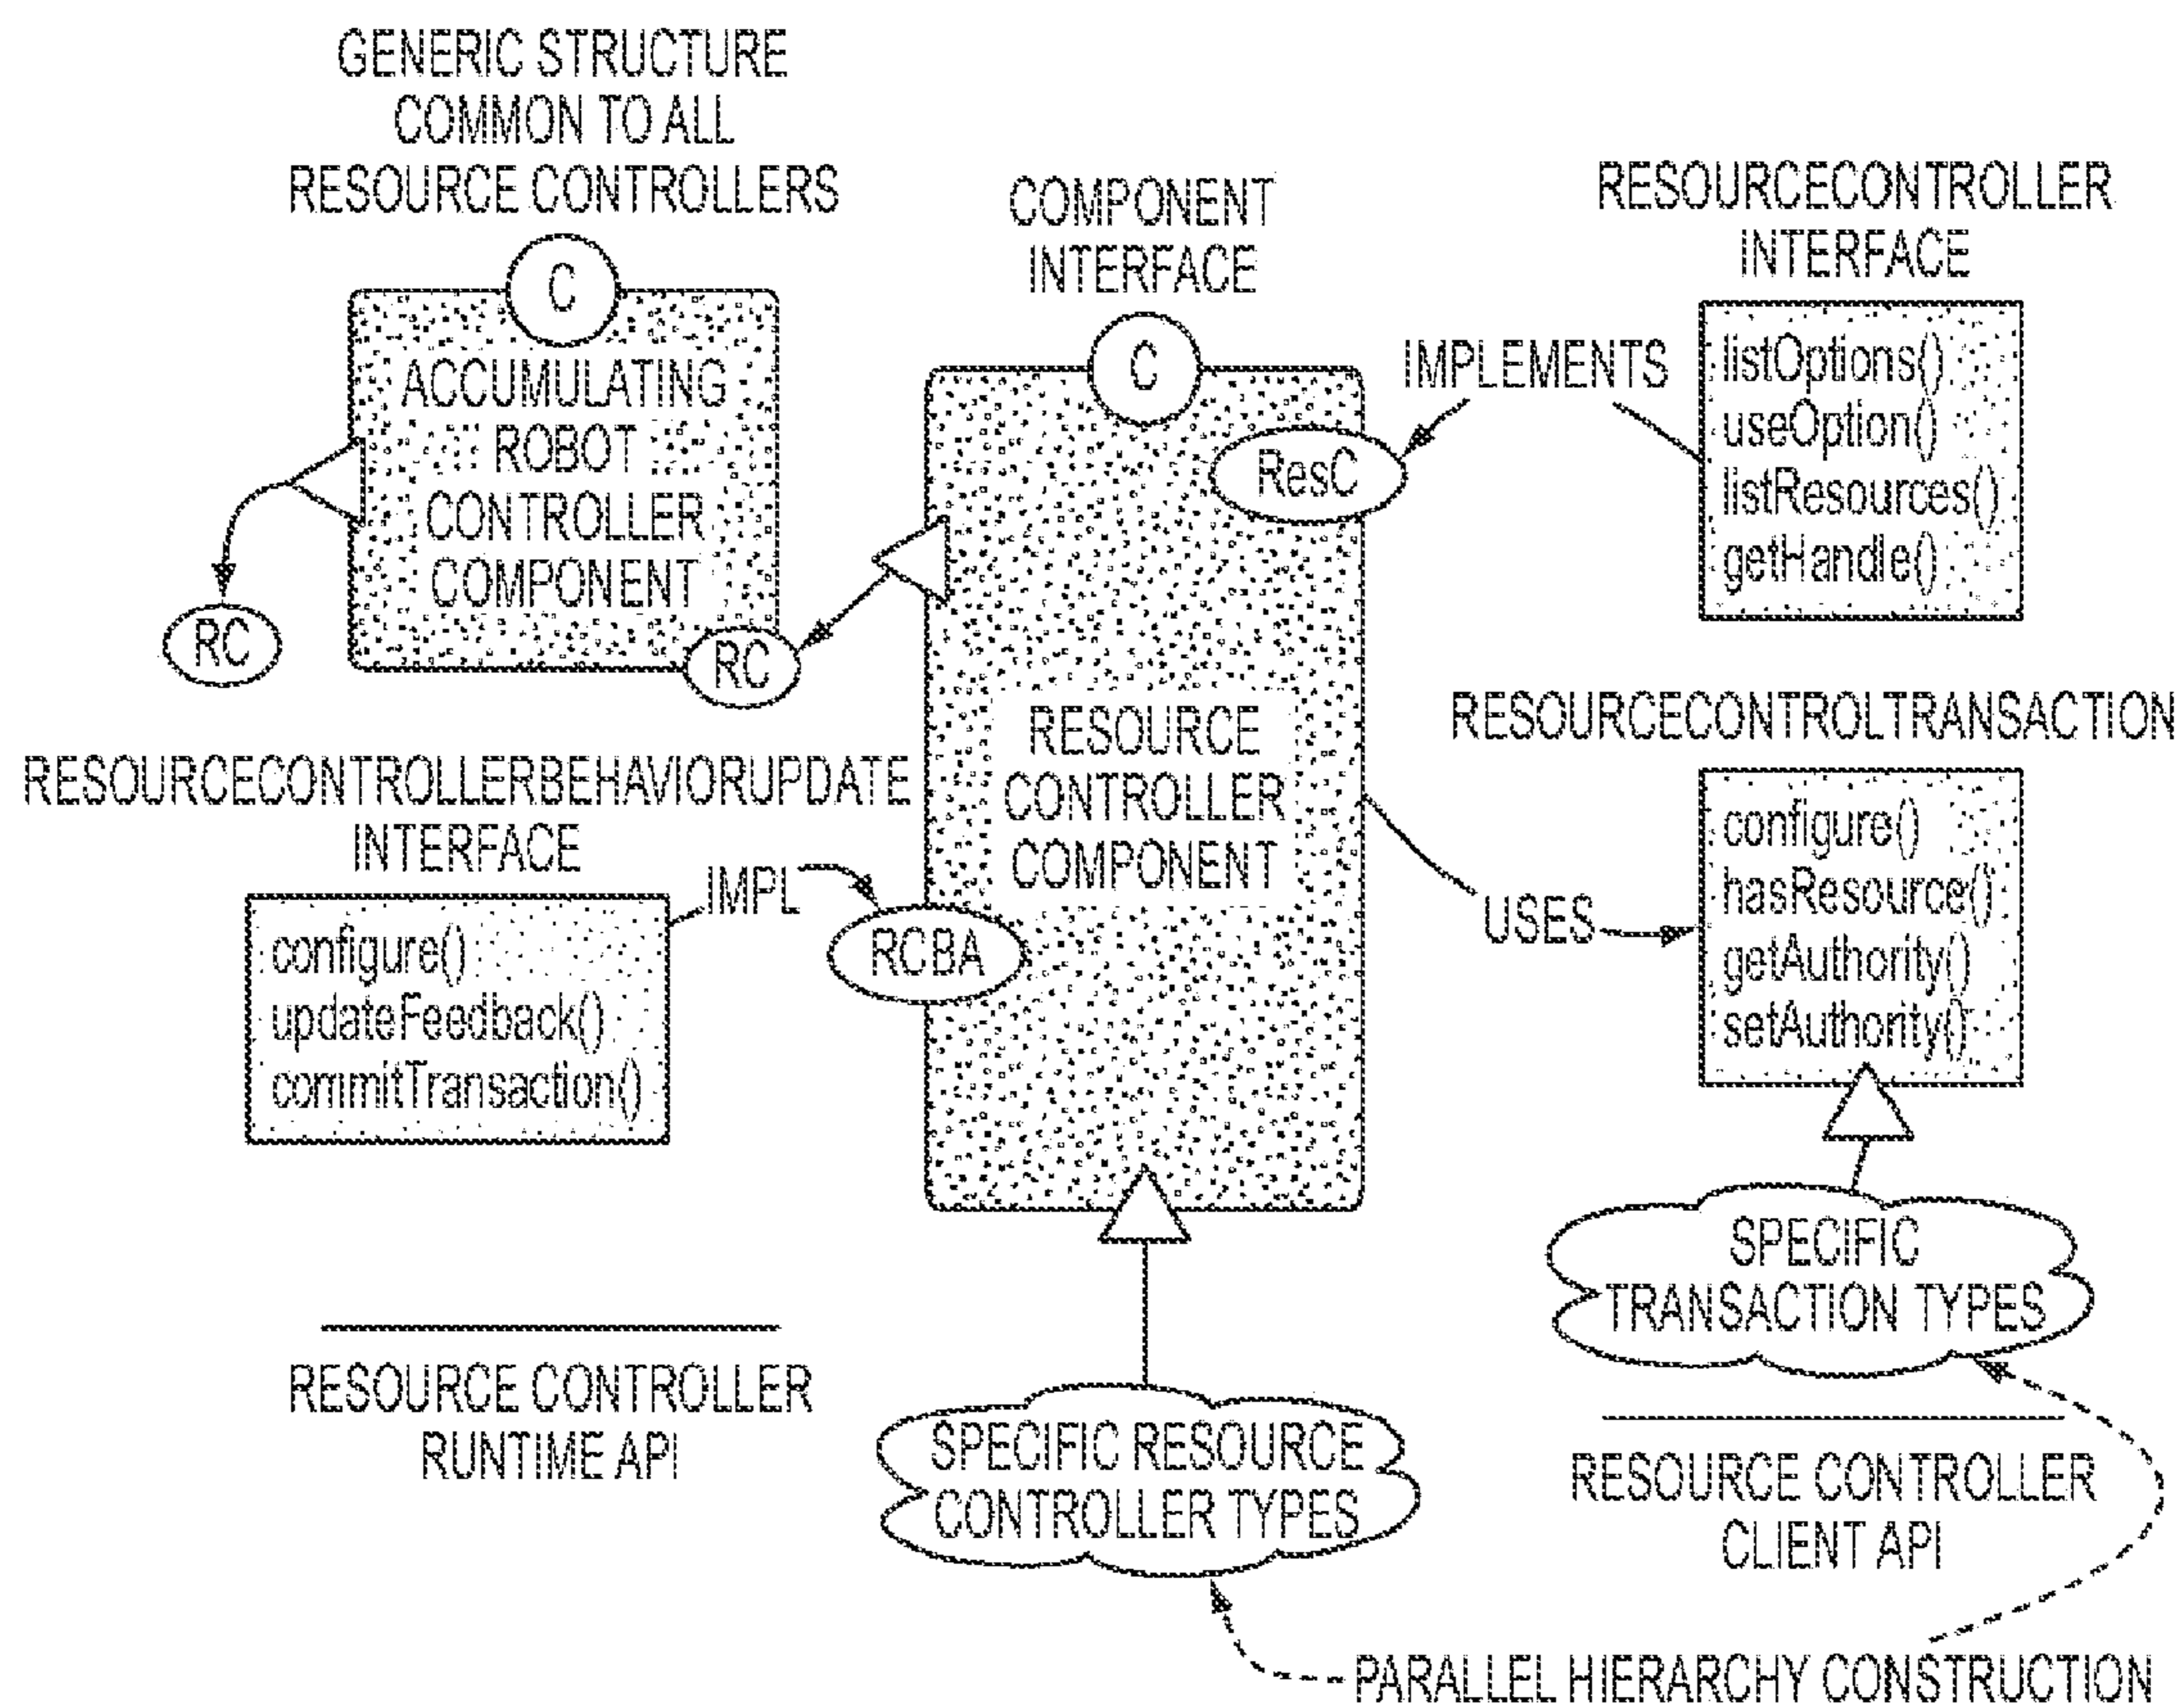 GENERIC STRUCTURE
COMMON TO ALL
RESOURCE CONTROLLERS
C
ACCUMULATING
ROBOT
CONTROLLER
COMPONENT
RC
RC
COMPONENT
INTERFACE
C
ResC
IMPLEMENTS
RESOURCECONTROLLER
INTERFACE
listOptions()
useOption()
listResources()
getHandle()
RESOURCECONTROLLERBEHAVIORUPDATE
INTERFACE
configure()
updateFeedback()
commitTransaction()
IMPL
RCBA
RESOURCE
CONTROLLER
COMPONENT
USES
RESOURCECONTROLTRANSACTION
configure()
hasResource()
getAuthority()
setAuthority()
SPECIFIC
TRANSACTION TYPES
RESOURCE CONTROLLER
RUNTIME API
SPECIFIC RESOURCE
CONTROLLER TYPES
RESOURCE CONTROLLER
CLIENT API
PARALLEL HIERARCHY CONSTRUCTION